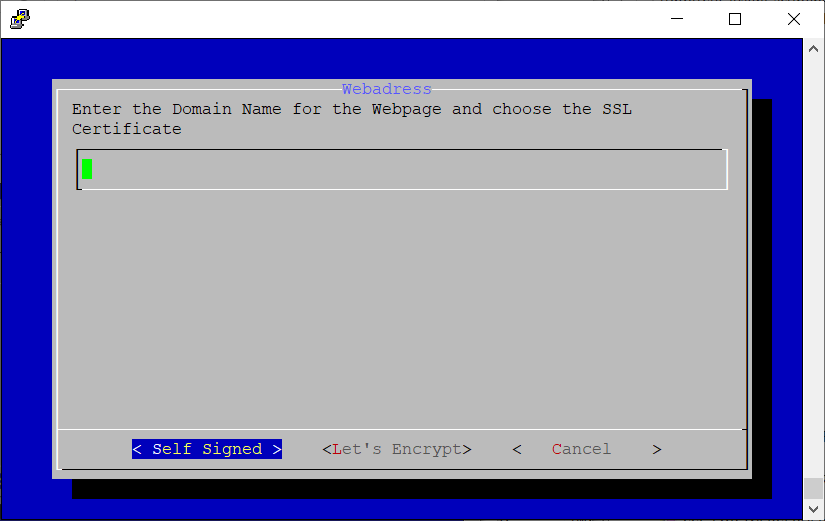 Webadress
Enter the Domain Name for the Webpage and choose the SSL
Certificate
< Self Signed > <Let's Encrypt> < Cancel >